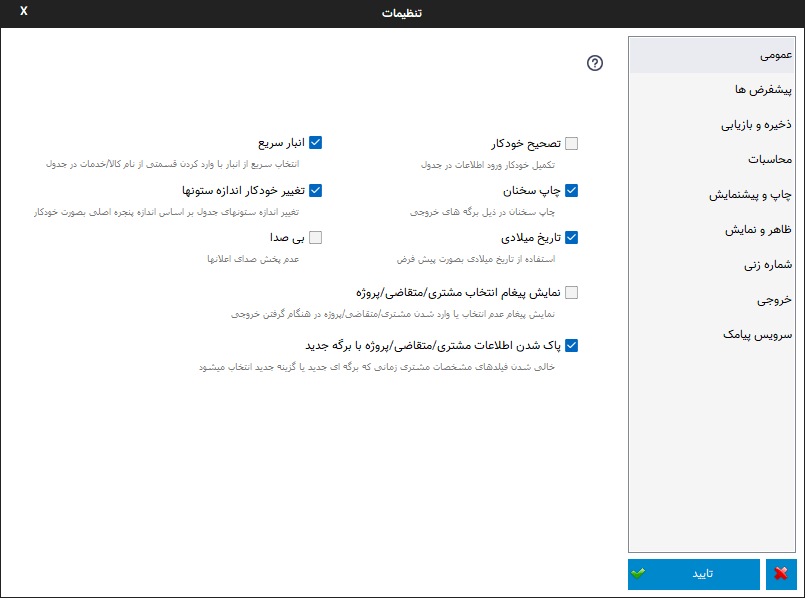 تنظیمات
X
عمومی
پیشفرض ها
ذخیره و بازیابی
محاسبات
چاپ و پیشنمایش
ظاهر و نمایش
شماره زنی
خروجی
سرویس پیامک
?
تصحیح خودکار
تکمیل خودکار ورود اطلاعات در جدول
انبار سریع
انتخاب سریع از انبار با وارد کردن قسمتی از نام کالا/خدمات در جدول
چاپ سخنان
چاپ سخنان در ذیل برگه های خروجی
تغییر خودکار اندازه ستونها
تغییر اندازه ستونهای جدول بر اساس اندازه پنجره اصلی بصورت خودکار
تاریخ میلادی
استفاده از تاریخ میلادی بصورت پیش فرض
بی صدا
عدم پخش صدای اعلانها
نمایش پیغام انتخاب مشتری/متقاضی/پروژه
نمایش پیغام عدم انتخاب یا وارد شدن مشتری/متقاضی/پروژه در هنگام گرفتن خروجی
پاک شدن اطلاعات مشتری/متقاضی/پروژه با برگه جدید
خالی شدن فیلدهای مشخصات مشتری زمانی که برگه ای جدید یا گزینه جدید انتخاب میشود
تایید